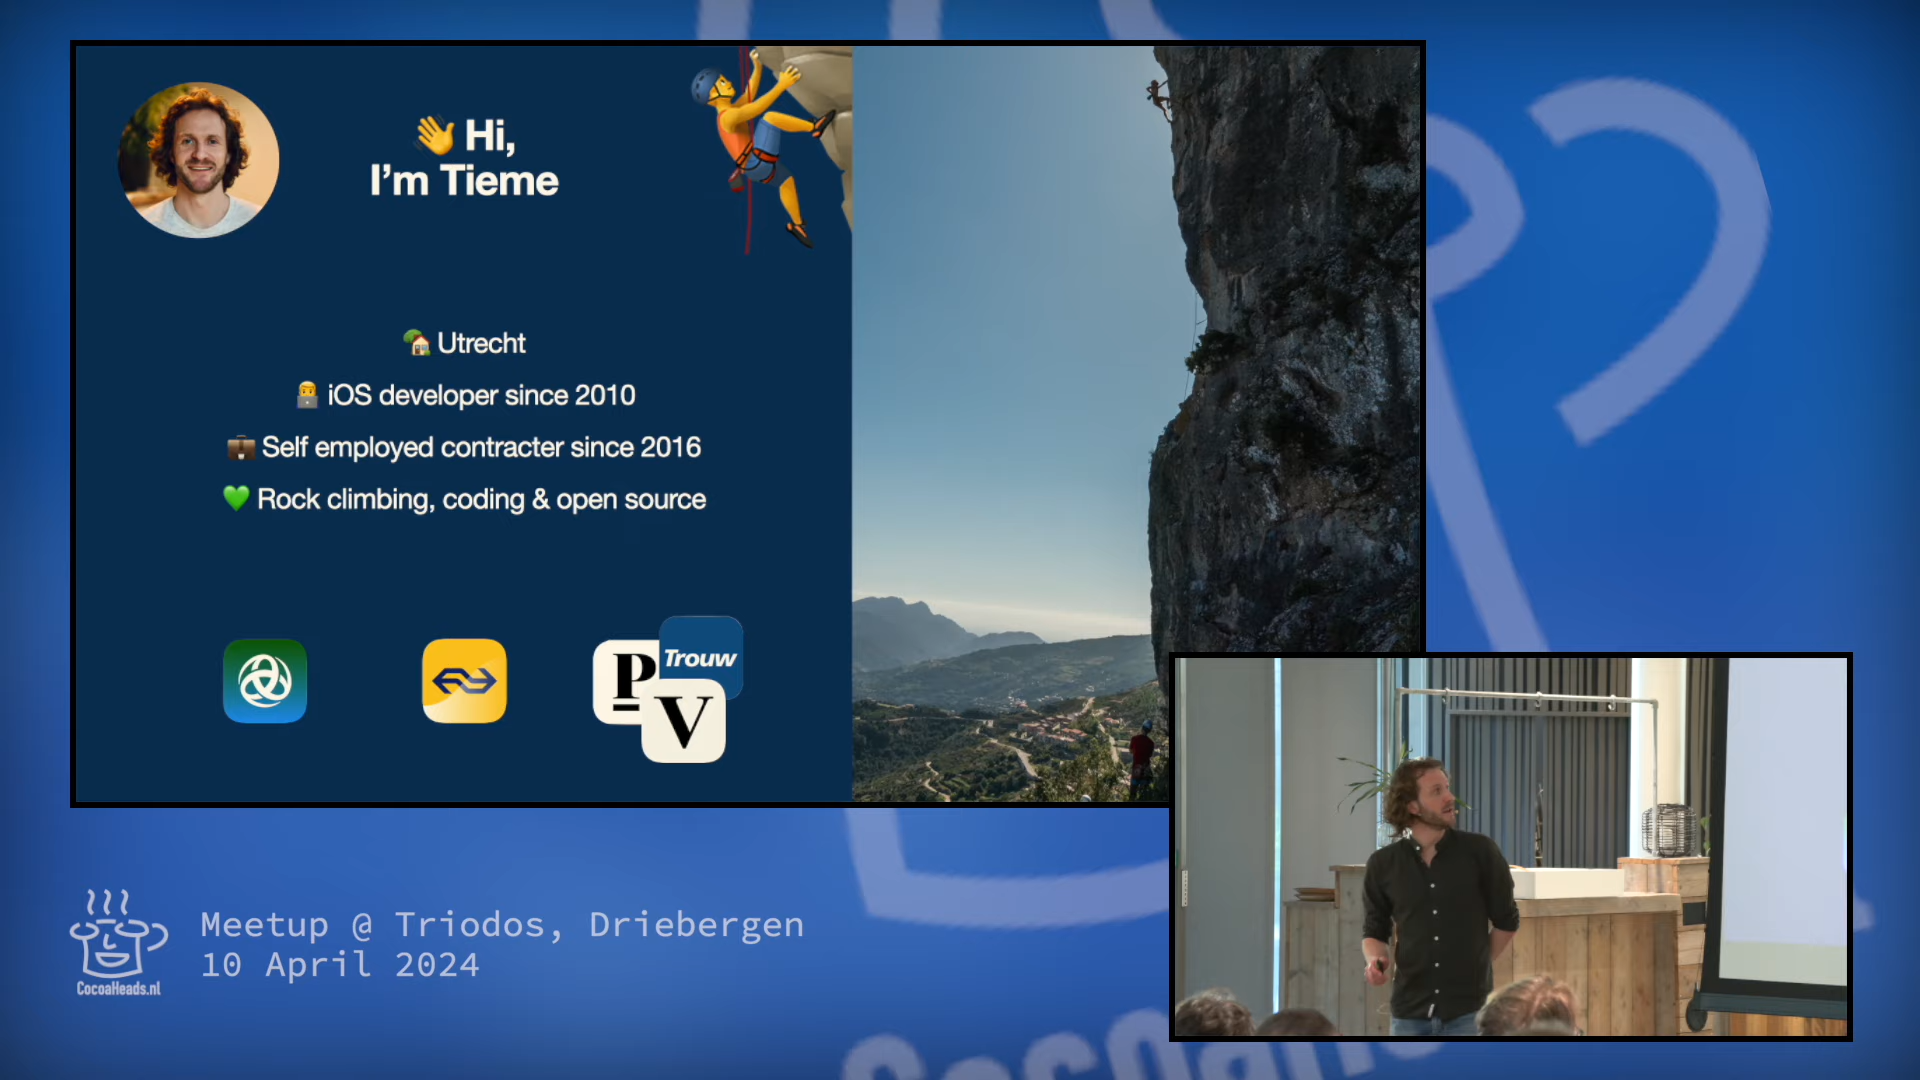 Hi,
I'm Tieme
Utrecht
iOS developer since 2010
Self employed contracter since 2016
Rock climbing, coding & open source
P
Trouw
V
Meetup @ Triodos, Driebergen
10 April 2024
CocoaHeads.nl